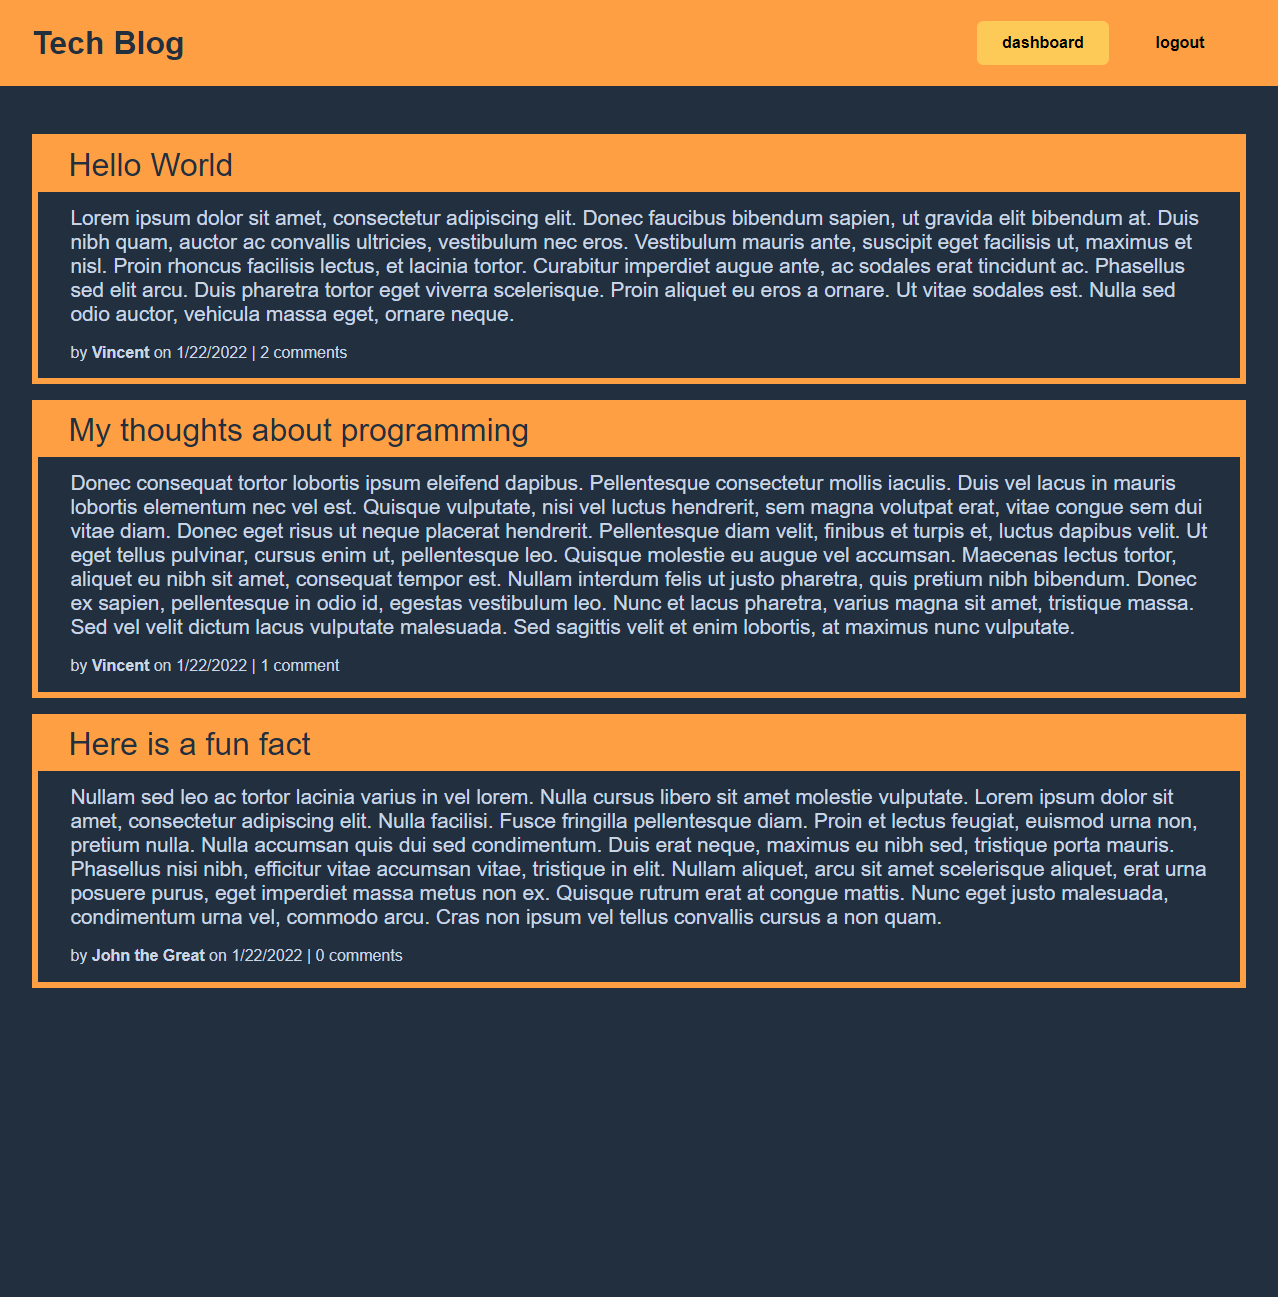 Tech Blog
dashboard
logout
Hello World
Lorem ipsum dolor sit amet, consectetur adipiscing elit. Donec faucibus bibendum sapien, ut gravida elit bibendum at. Duis
nibh quam, auctor ac convallis ultricies, vestibulum nec eros. Vestibulum mauris ante, suscipit eget facilisis ut, maximus et
nisl. Proin rhoncus facilisis lectus, et lacinia tortor. Curabitur imperdiet augue ante, ac sodales erat tincidunt ac. Phasellus
sed elit arcu. Duis pharetra tortor eget viverra scelerisque. Proin aliquet eu eros a ornare. Ut vitae sodales est. Nulla sed
odio auctor, vehicula massa eget, ornare neque.
by Vincent on 1/22/2022 | 2 comments
My thoughts about programming
Donec consequat tortor lobortis ipsum eleifend dapibus. Pellentesque consectetur mollis iaculis. Duis vel lacus in mauris
lobortis elementum nec vel est. Quisque vulputate, nisi vel luctus hendrerit, sem magna volutpat erat, vitae congue sem dui
vitae diam. Donec eget risus ut neque placerat hendrerit. Pellentesque diam velit, finibus et turpis et, luctus dapibus velit. Ut
eget tellus pulvinar, cursus enim ut, pellentesque leo. Quisque molestie eu augue vel accumsan. Maecenas lectus tortor,
aliquet eu nibh sit amet, consequat tempor est. Nullam interdum felis ut justo pharetra, quis pretium nibh bibendum. Donec
ex sapien, pellentesque in odio id, egestas vestibulum leo. Nunc et lacus pharetra, varius magna sit amet, tristique massa.
Sed vel velit dictum lacus vulputate malesuada. Sed sagittis velit et enim lobortis, at maximus nunc vulputate.
by Vincent on 1/22/2022 | 1 comment
Here is a fun fact
Nullam sed leo ac tortor lacinia varius in vel lorem. Nulla cursus libero sit amet molestie vulputate. Lorem ipsum dolor sit
amet, consectetur adipiscing elit. Nulla facilisi. Fusce fringilla pellentesque diam. Proin et lectus feugiat, euismod urna non,
pretium nulla. Nulla accumsan quis dui sed condimentum. Duis erat neque, maximus eu nibh sed, tristique porta mauris.
Phasellus nisi nibh, efficitur vitae accumsan vitae, tristique in elit. Nullam aliquet, arcu sit amet scelerisque aliquet, erat urna
posuere purus, eget imperdiet massa metus non ex. Quisque rutrum erat at congue mattis. Nunc eget justo malesuada,
condimentum urna vel, commodo arcu. Cras non ipsum vel tellus convallis cursus a non quam.
by John the Great on 1/22/2022 | 0 comments